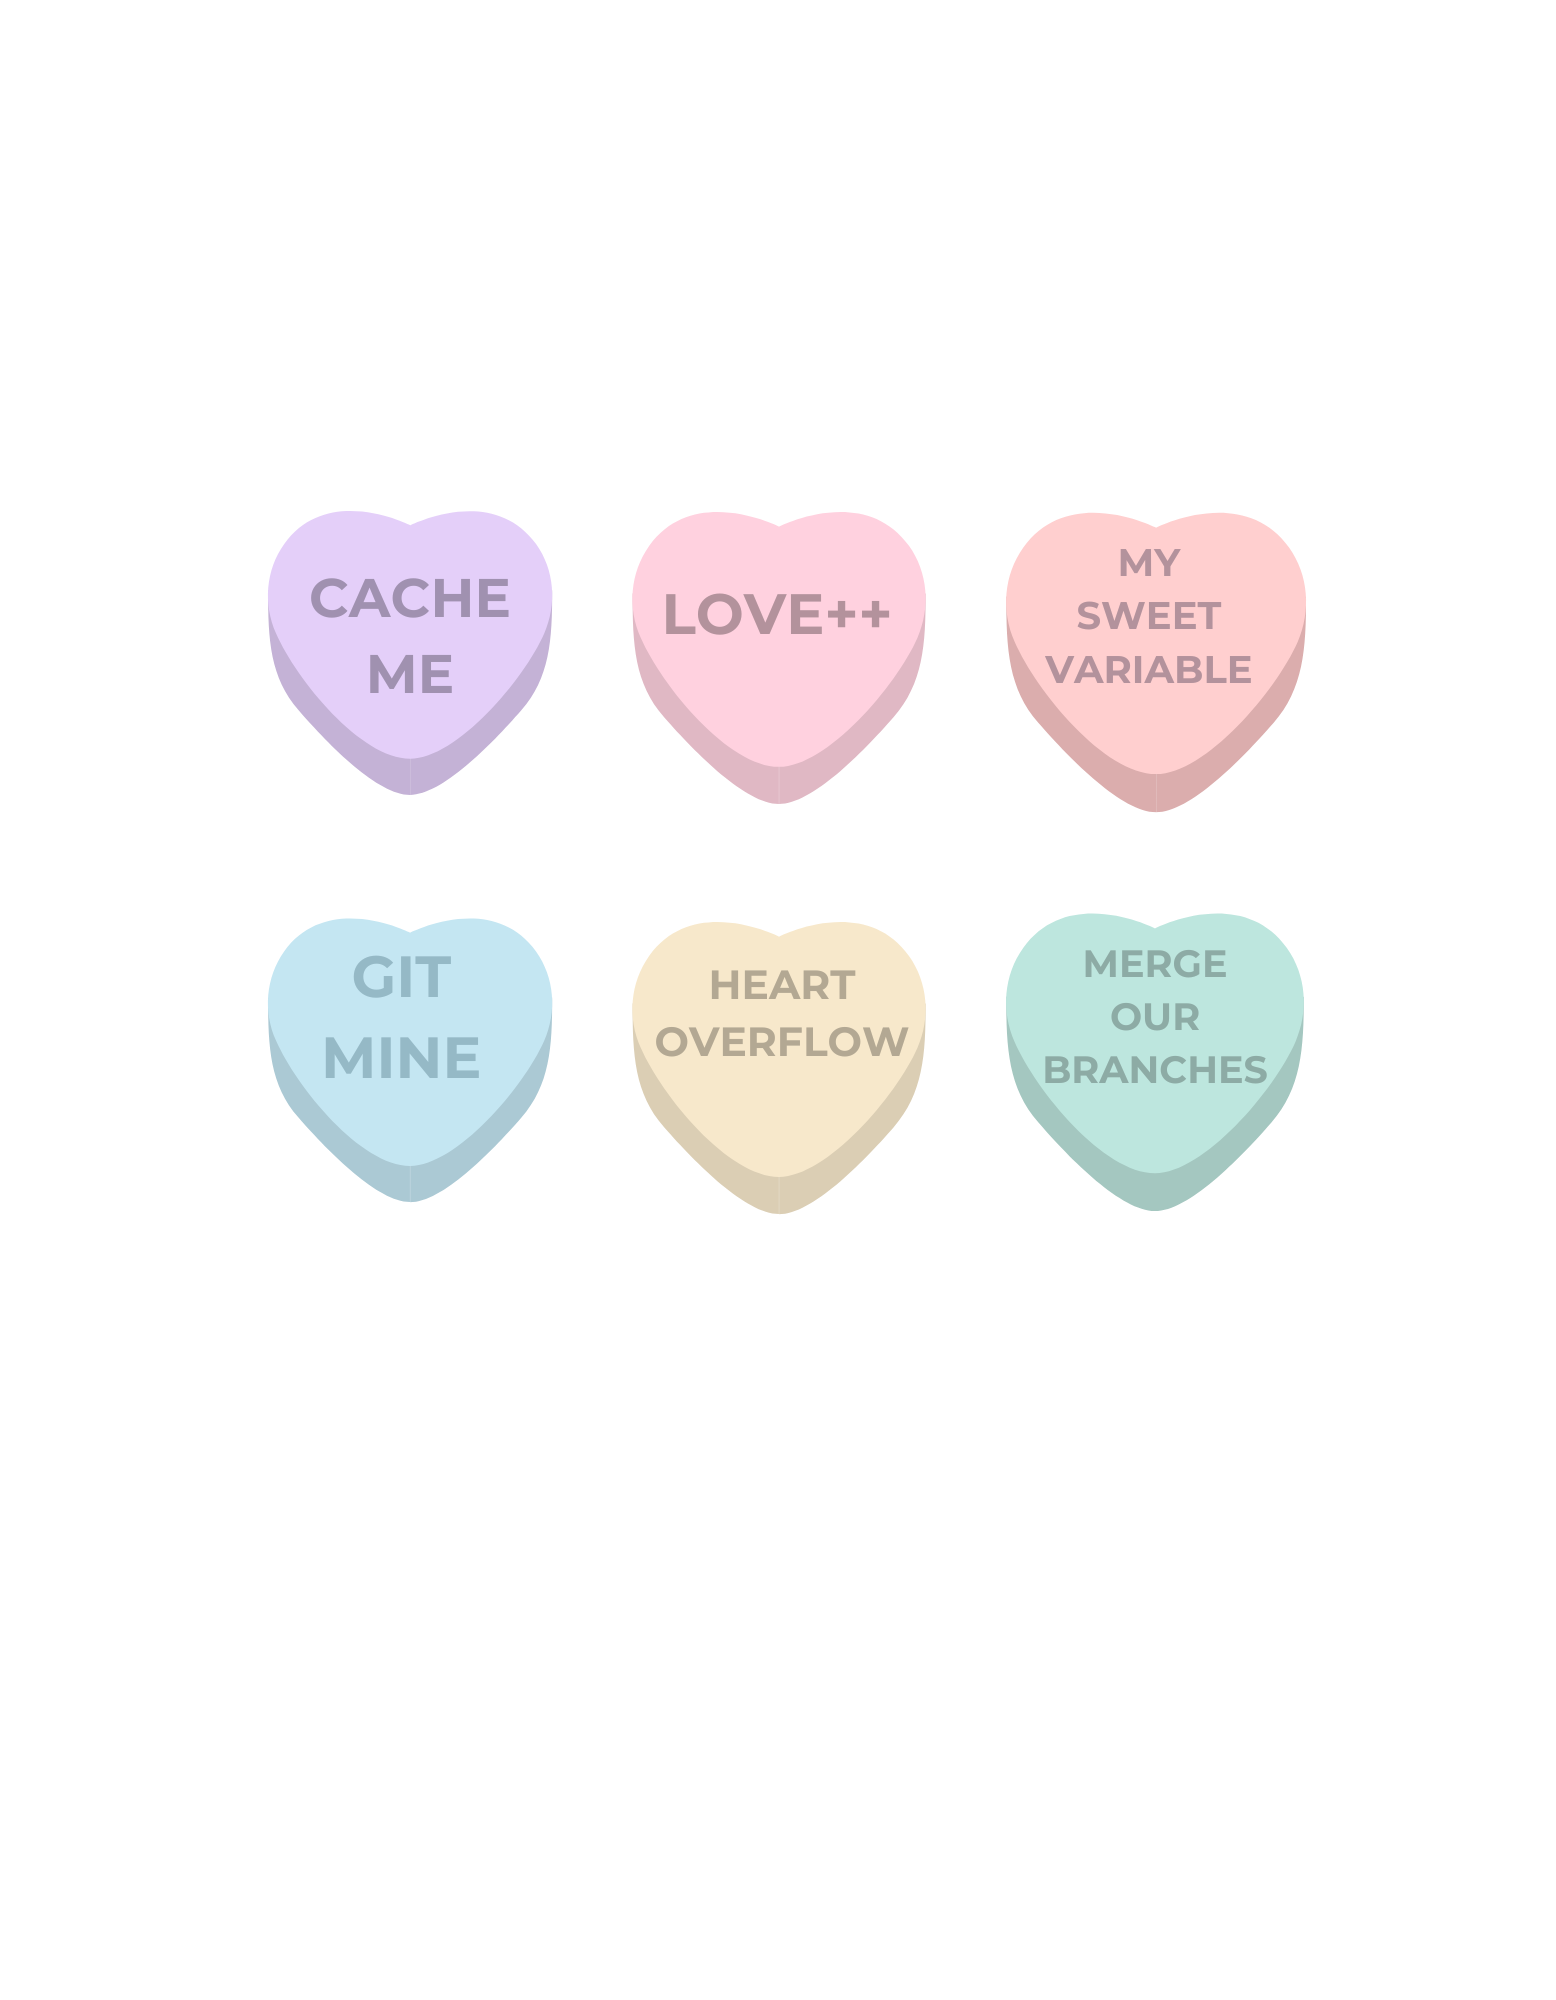 CACHE
ME
LOVE++
MY
SWEET
VARIABLE
GIT
MINE
HEART
OVERFLOW
MERGE
OUR
BRANCHES